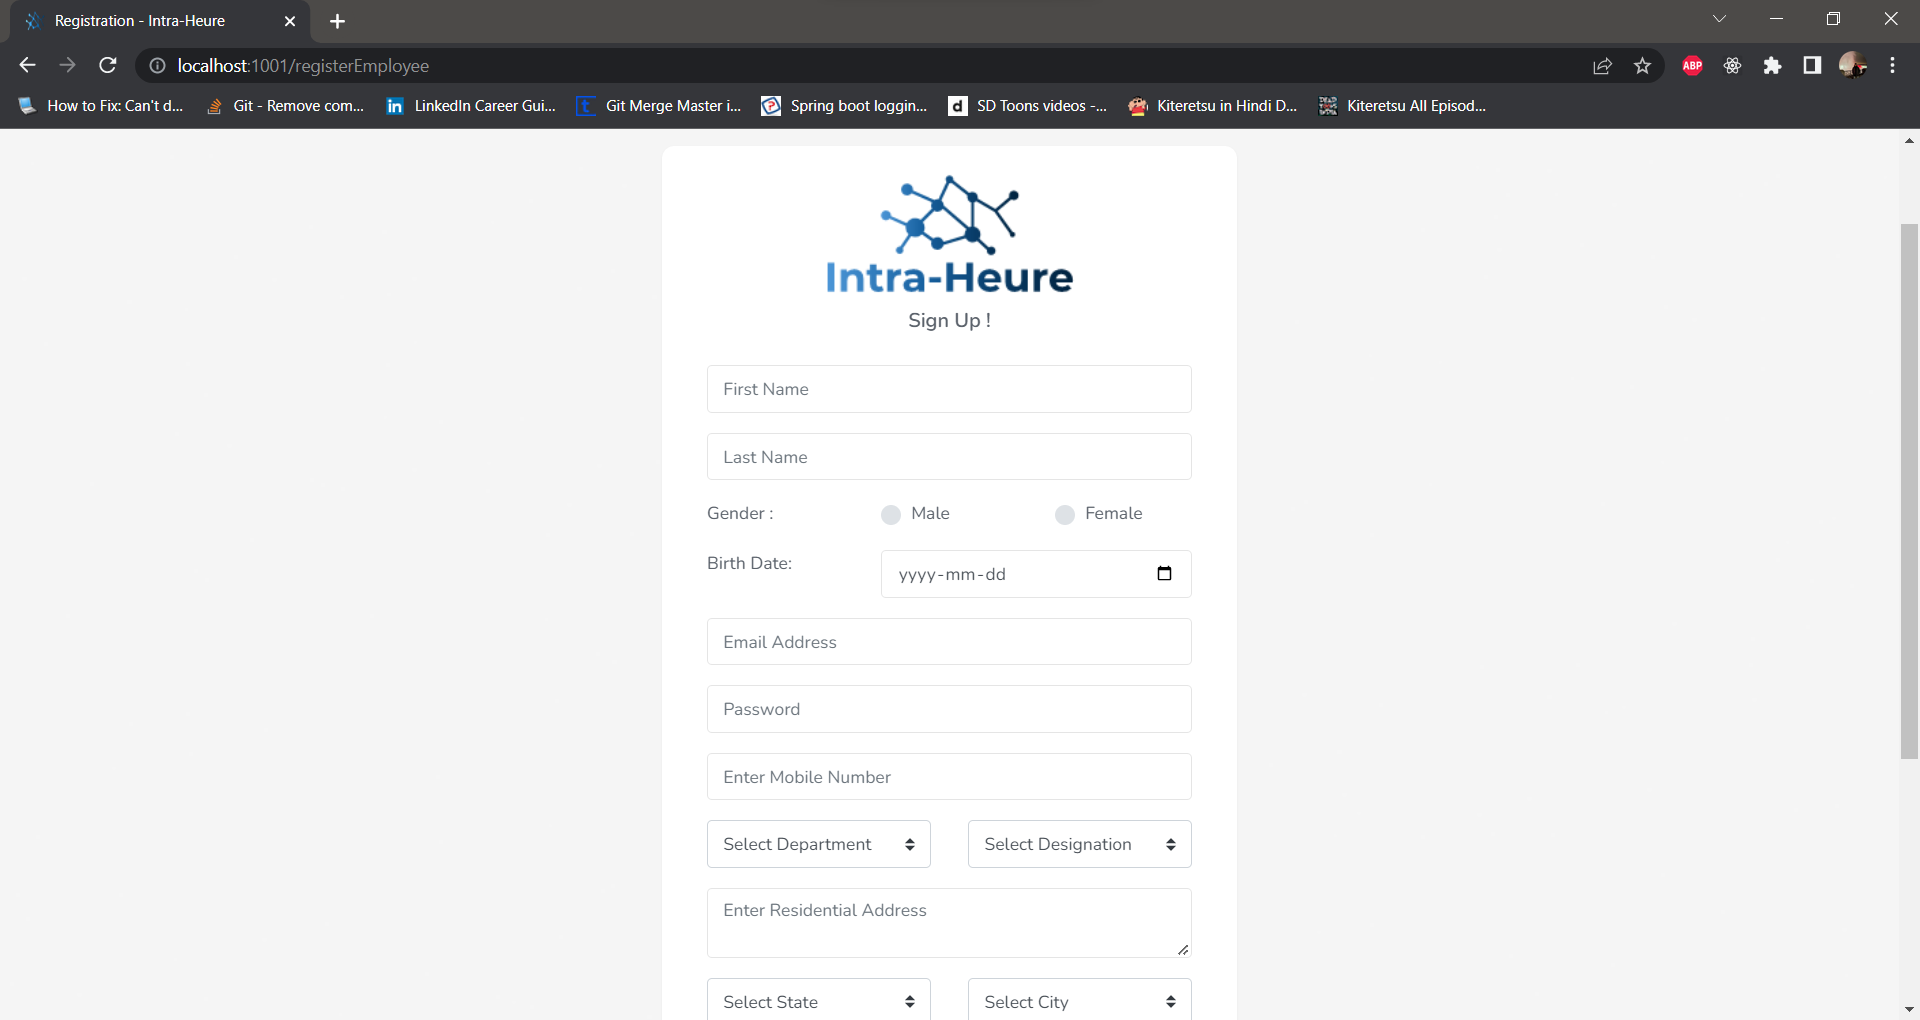 Registration - Intra-Heure
localhost:1001/registerEmployee
ABP
How to Fix: Can't d... Git - Remove com... LinkedIn Career Gui... Git Merge Master i... Spring boot loggin... SD Toons videos -... Kiteretsu in Hindi D... Kiteretsu All Episod...
Intra-Heure
Sign Up !
First Name
Last Name
Gender : Male Female
Birth Date: yyyy-mm-dd
Email Address
Password
Enter Mobile Number
Select Department Select Designation
Enter Residential Address
Select State Select City